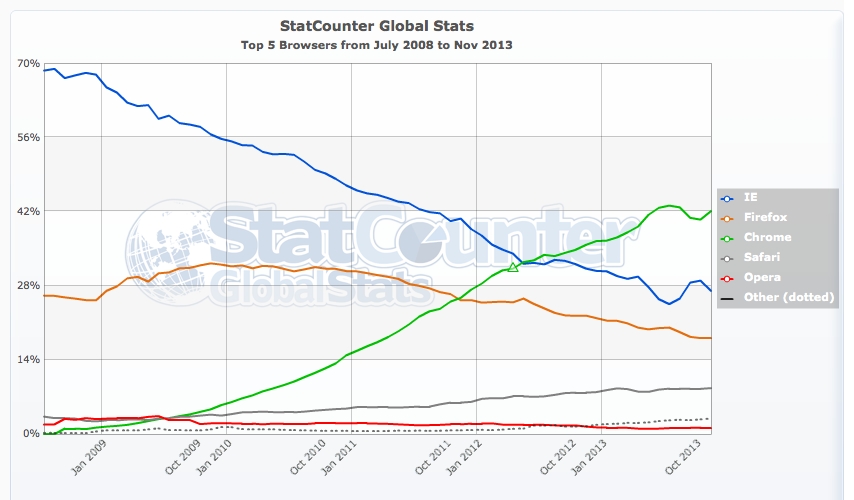 StatCounter Global Stats
Top 5 Browsers from July 2008 to Nov 2013
70%
56%
42%
28%
14%
0%
StatCounter
Global Stats
IE
Firefox
Chrome
Safari
Opera
Other (dotted)
Jan 2009
Oct 2009
Jan 2010
Oct 2010
Jan 2011
Oct 2011
Jan 2012
Oct 2012
Jan 2013
Oct 2013